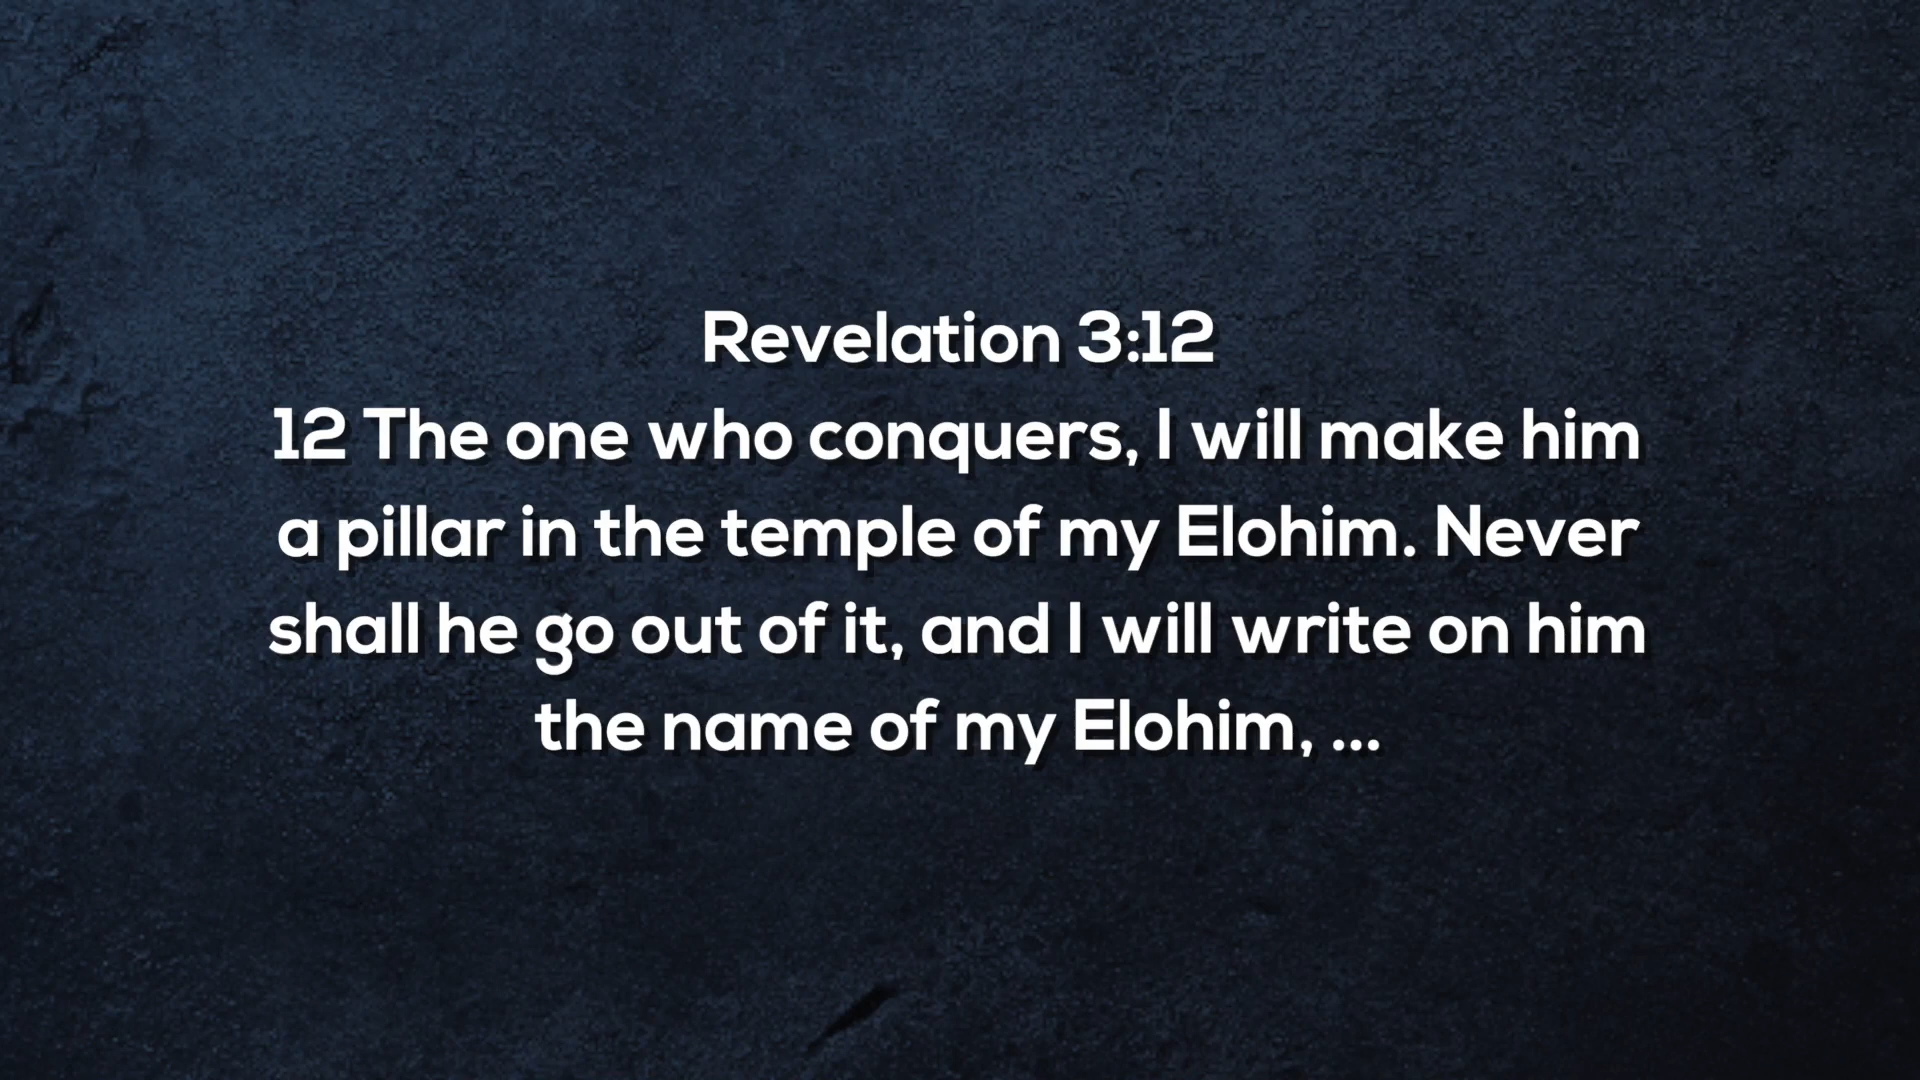 Revelation 3:12
12 The one who conquers, I will make him
a pillar in the temple of my Elohim. Never
shall he go out of it, and I will write on him
the name of my Elohim, ...